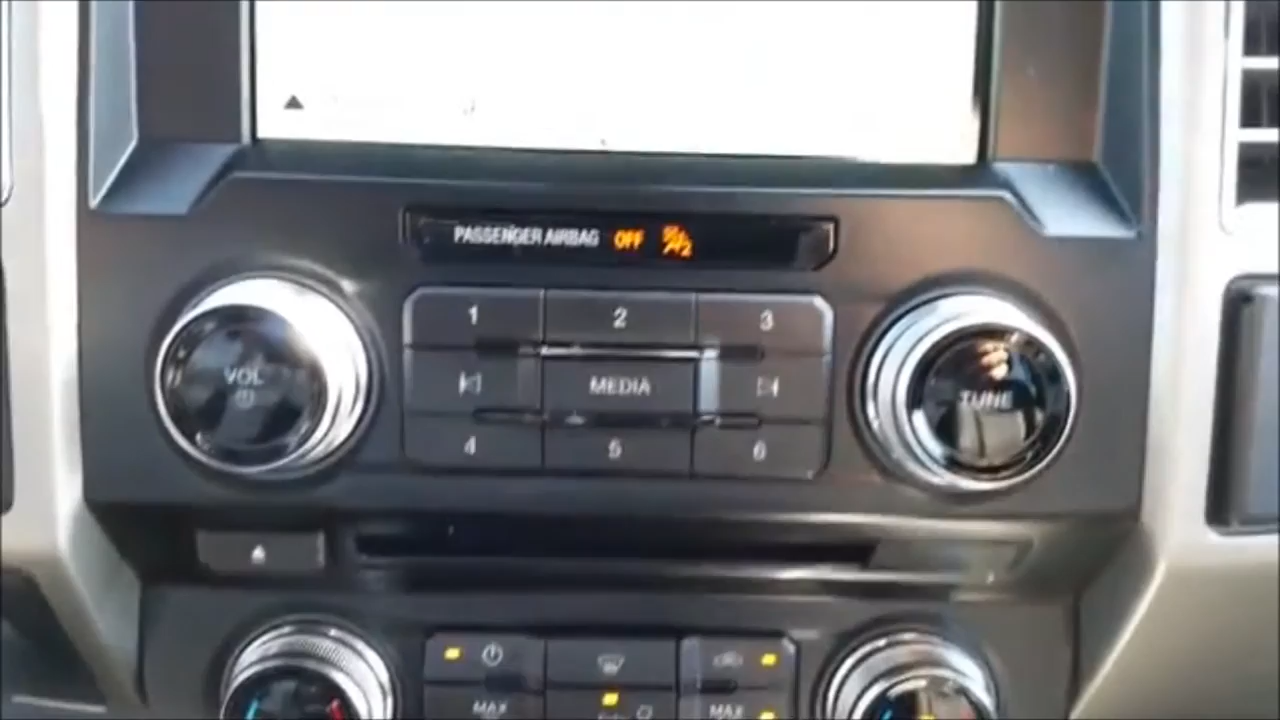 PASSENGER AIRBAG OFF
1 2 3
VOL MEDIA TUNE
4 5 6
MAX MAX